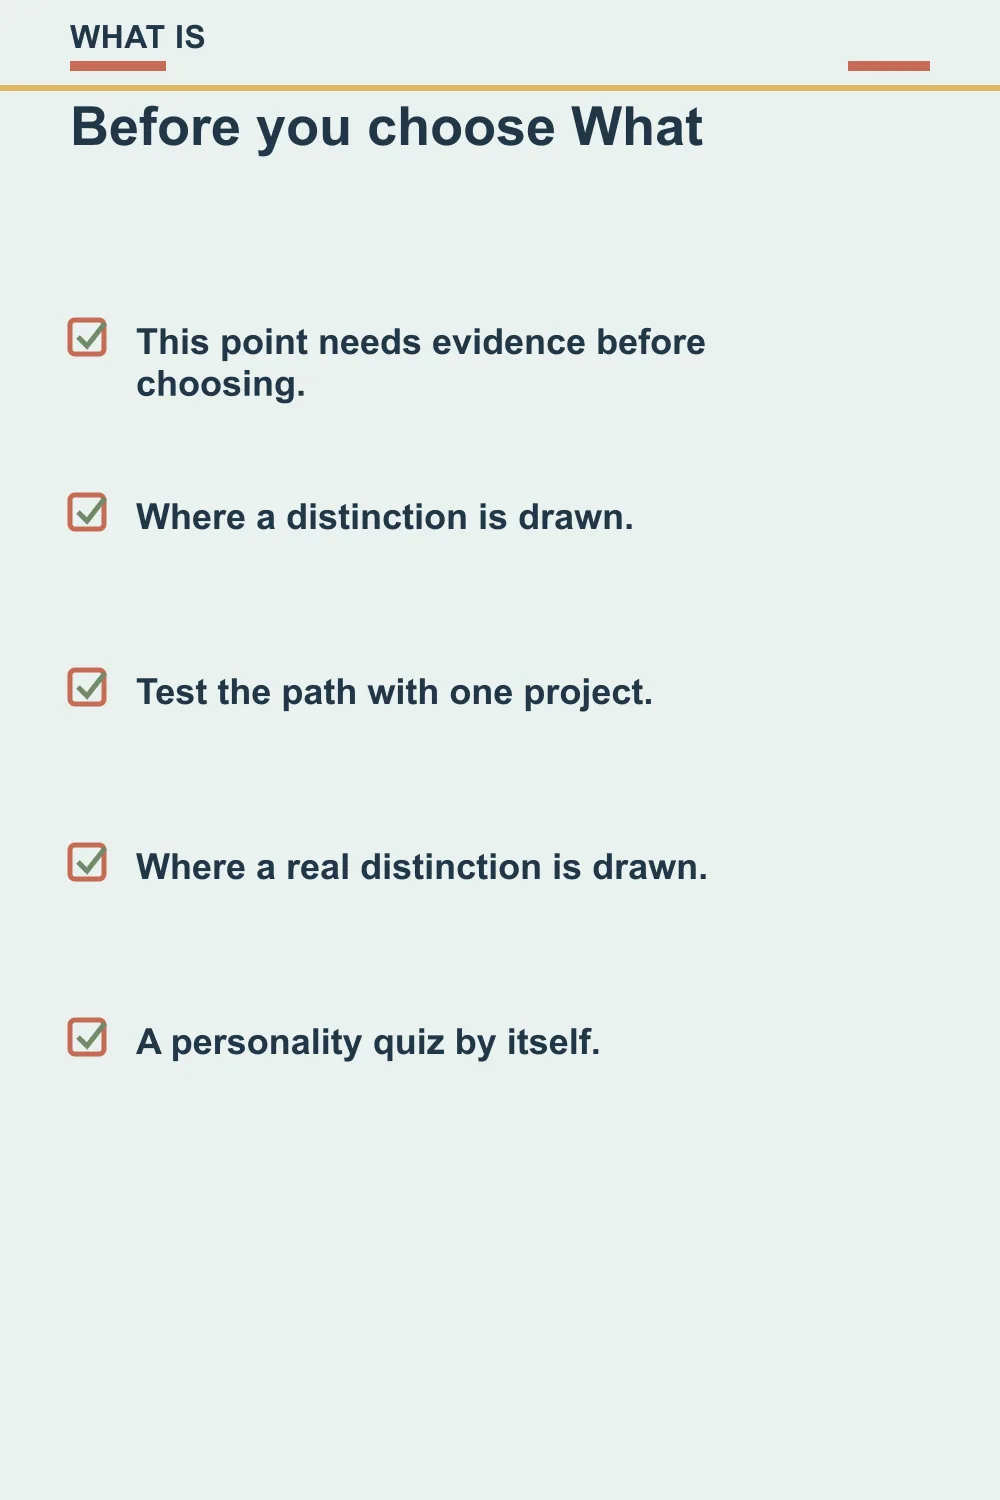 WHAT IS
Before you choose What
This point needs evidence before
choosing.
Where a distinction is drawn.
Test the path with one project.
Where a real distinction is drawn.
A personality quiz by itself.